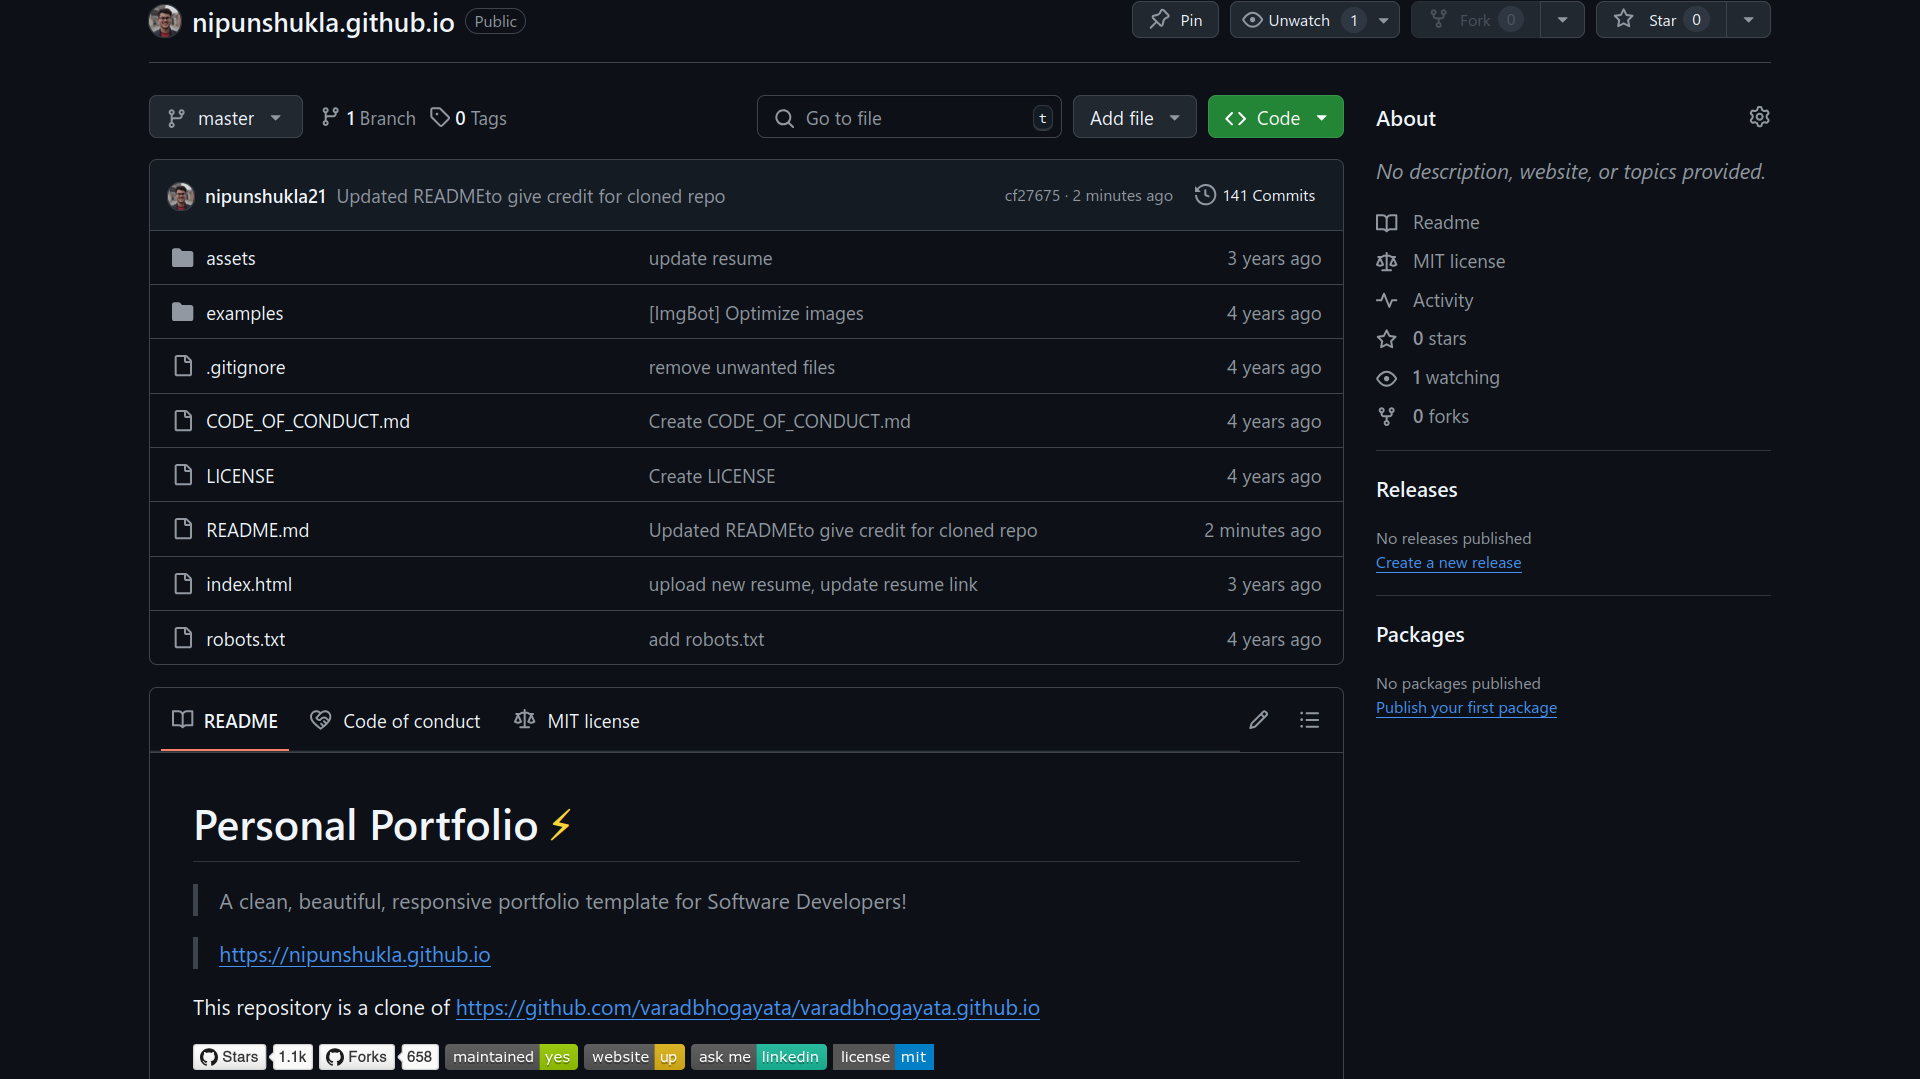 nipunshukla.github.io Public Pin Unwatch 1 Fork 0 Star 0
master 1 Branch 0 Tags Go to file t Add file Code
nipunshukla21 Updated READMEto give credit for cloned repo cf27675 · 2 minutes ago 141 Commits
assets update resume 3 years ago
examples [ImgBot] Optimize images 4 years ago
.gitignore remove unwanted files 4 years ago
CODE_OF_CONDUCT.md Create CODE_OF_CONDUCT.md 4 years ago
LICENSE Create LICENSE 4 years ago
README.md Updated READMEto give credit for cloned repo 2 minutes ago
index.html upload new resume, update resume link 3 years ago
robots.txt add robots.txt 4 years ago
README Code of conduct MIT license
Personal Portfolio ⚡
A clean, beautiful, responsive portfolio template for Software Developers!
https://nipunshukla.github.io
This repository is a clone of https://github.com/varadbhogayata/varadbhogayata.github.io
Stars 1.1k Forks 658 maintained yes website up ask me linkedin license mit
About
No description, website, or topics provided.
Readme
MIT license
Activity
0 stars
1 watching
0 forks
Releases
No releases published
Create a new release
Packages
No packages published
Publish your first package